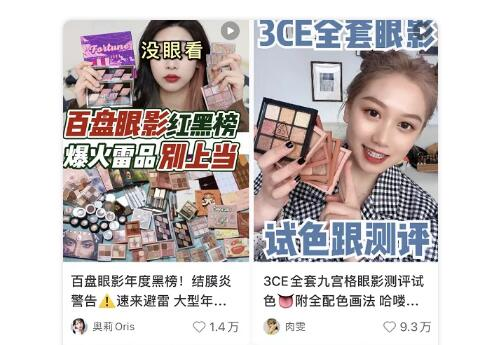 Fortune
没眼看
百盘眼影红黑榜
爆火雷品别上当
百盘眼影年度黑榜！结膜炎
警告⚠️速来避雷 大型年...
奥莉Oris
1.4万
3CE全套眼影
试色跟测评
3CE全套九宫格眼影测评试
色👅附全配色画法 哈喽...
肉雯
9.3万